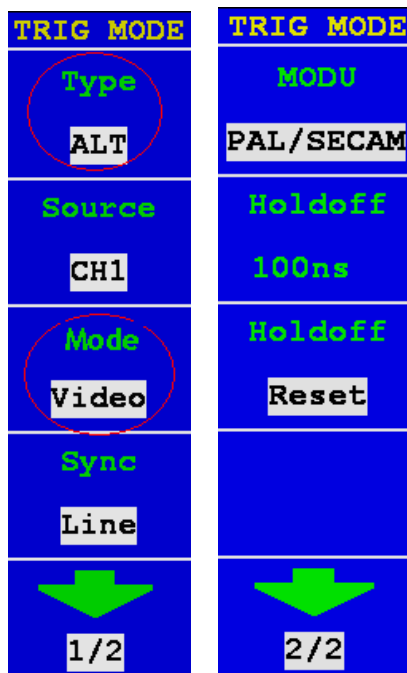 TRIG MODE
Type
ALT
Source
CH1
Mode
Video
Sync
Line
1/2
TRIG MODE
MODU
PAL/SECAM
Holdoff
100ns
Holdoff
Reset
2/2